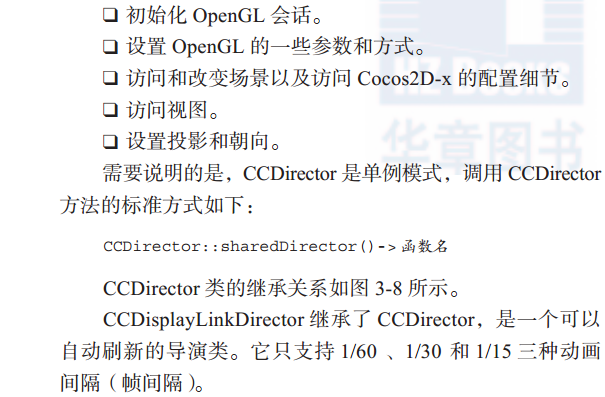 ❑ 初始化 OpenGL 会话。
❑ 设置 OpenGL 的一些参数和方式。
❑ 访问和改变场景以及访问 Cocos2D-x 的配置细节。
❑ 访问视图。
❑ 设置投影和朝向。
HZ BOOKS
华章图书
需要说明的是，CCDirector 是单例模式，调用 CCDirector
方法的标准方式如下：
CCDirector::sharedDirector()->函数名
CCDirector 类的继承关系如图 3-8 所示。
CCDisplayLinkDirector 继承了 CCDirector，是一个可以
自动刷新的导演类。它只支持 1/60 、1/30 和 1/15 三种动画
间隔（帧间隔）。